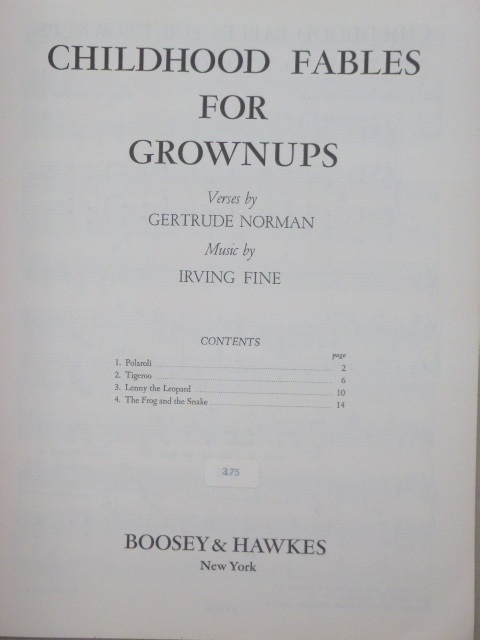 CHILDHOOD FABLES
FOR
GROWNUPS
Verses by
GERTRUDE NORMAN
Music by
IRVING FINE
CONTENTS
page
1. Polaroli 2
2. Tigeroo 6
3. Lenny the Leopard 10
4. The Frog and the Snake 14
3.75
BOOSEY & HAWKES
New York